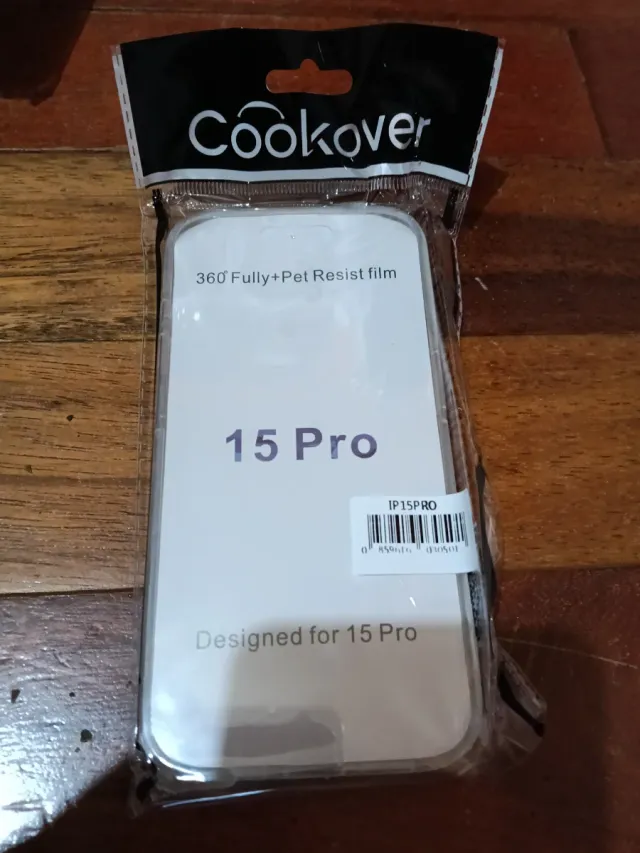 Cookover
360° Fully+Pet Resist film
15 Pro
IP15PRO
Designed for 15 Pro